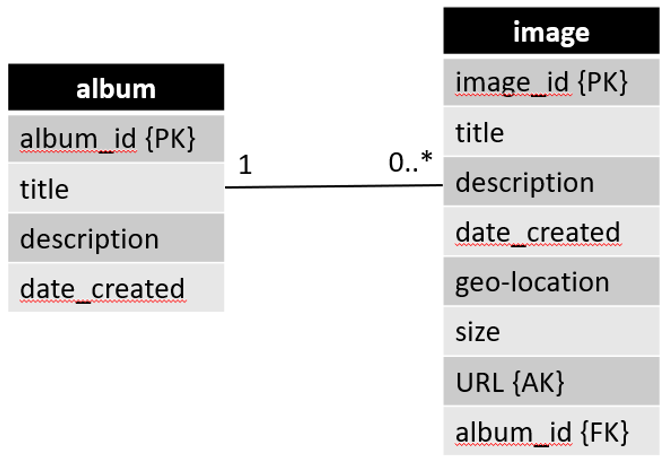 album
album_id {PK}
title
description
date_created
1
0..*
image
image_id {PK}
title
description
date_created
geo-location
size
URL {AK}
album_id {FK}